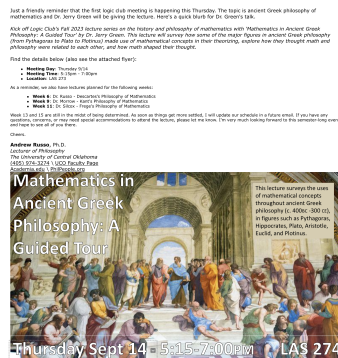 Just a friendly reminder that the first logic club meeting is happening this Thursday. The topic is ancient Greek philosophy of
mathematics and Dr. Jerry Green will be giving the lecture. Here's a quick blurb for Dr. Green's talk.
Kick off Logic Club's Fall 2023 lecture series on the history and philosophy of mathematics with 'Mathematics in Ancient Greek
Philosophy: A Guided Tour' by Dr. Jerry Green. This lecture will survey how some of the major figures in ancient Greek philosophy
(from Pythagoras to Plato to Plotinus) made use of mathematical concepts in their theorizing, explore how they thought math and
philosophy were related to each other, and how math shaped their thought.
Find the details below (also see the attached flyer):
• Meeting Day: Thursday 9/14
• Meeting Time: 5:15pm – 7:00pm
• Location: LAS 273
As a reminder, we also have lectures planned for the following weeks:
• Week 6: Dr. Russo - Descartes's Philosophy of Mathematics
• Week 9: Dr. Morrow - Kant's Philosophy of Mathematics
• Week 11: Dr. Silcox - Frege's Philosophy of Mathematics
Week 13 and 15 are still in the midst of being determined. As soon as things get more settled, I will update our schedule in a future email. If you have any
questions, concerns, or may need special accommodations to attend the lecture, please let me know. I'm very much looking forward to this semester-long event
and hope to see all of you there.
Cheers,
Andrew Russo, Ph.D.
Lecturer of Philosophy
The University of Central Oklahoma
(405) 974-3274 \ UCO Faculty Page
Academia.edu \ PhilPeople.org
Mathematics in
Ancient Greek
Philosophy: A
Guided Tour
This lecture surveys the uses
of mathematical concepts
throughout ancient Greek
philosophy (c. 400bc -300 ce),
in figures such as Pythagoras,
Hippocrates, Plato, Aristotle,
Euclid, and Plotinus.
Thursday Sept 14 - 5:15-7:00PM LAS 274